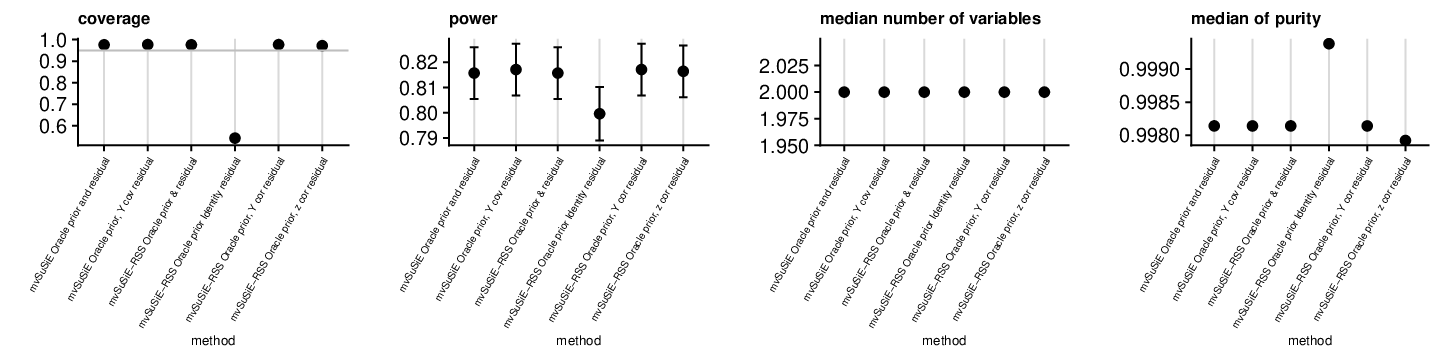 coverage
1.0
0.9
0.8
0.7
0.6
mvSuSiE Oracle prior and residual
mvSuSiE Oracle prior, Y cov residual
mvSuSiE−RSS Oracle prior & residual
mvSuSiE−RSS Oracle prior Identity residual
mvSuSiE−RSS Oracle prior, Y cor residual
mvSuSiE−RSS Oracle prior, z cor residual
method
power
0.82
0.81
0.80
0.79
mvSuSiE Oracle prior and residual
mvSuSiE Oracle prior, Y cov residual
mvSuSiE−RSS Oracle prior & residual
mvSuSiE−RSS Oracle prior Identity residual
mvSuSiE−RSS Oracle prior, Y cor residual
mvSuSiE−RSS Oracle prior, z cor residual
method
median number of variables
2.025
2.000
1.975
1.950
mvSuSiE Oracle prior and residual
mvSuSiE Oracle prior, Y cov residual
mvSuSiE−RSS Oracle prior & residual
mvSuSiE−RSS Oracle prior Identity residual
mvSuSiE−RSS Oracle prior, Y cor residual
mvSuSiE−RSS Oracle prior, z cor residual
method
median of purity
0.9990
0.9985
0.9980
mvSuSiE Oracle prior and residual
mvSuSiE Oracle prior, Y cov residual
mvSuSiE−RSS Oracle prior & residual
mvSuSiE−RSS Oracle prior Identity residual
mvSuSiE−RSS Oracle prior, Y cor residual
mvSuSiE−RSS Oracle prior, z cor residual
method